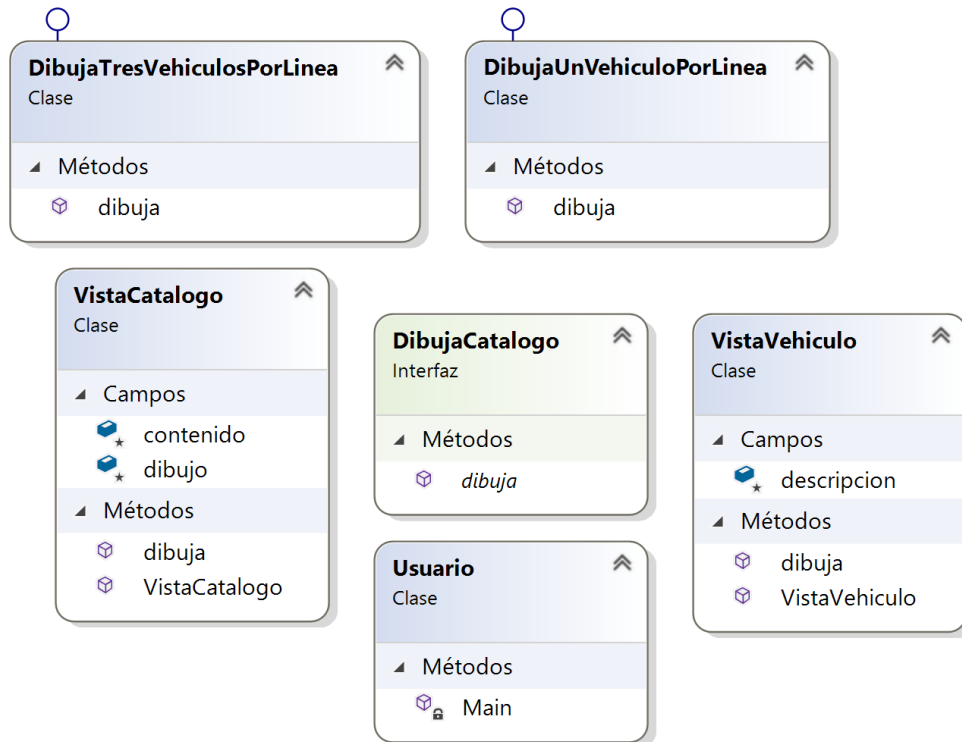 DibujaTresVehiculosPorLinea
Clase
Métodos
dibuja
DibujaUnVehiculoPorLinea
Clase
Métodos
dibuja
VistaCatalogo
Clase
Campos
contenido
dibujo
Métodos
dibuja
VistaCatalogo
DibujaCatalogo
Interfaz
Métodos
dibuja
VistaVehiculo
Clase
Campos
descripcion
Métodos
dibuja
VistaVehiculo
Usuario
Clase
Métodos
Main